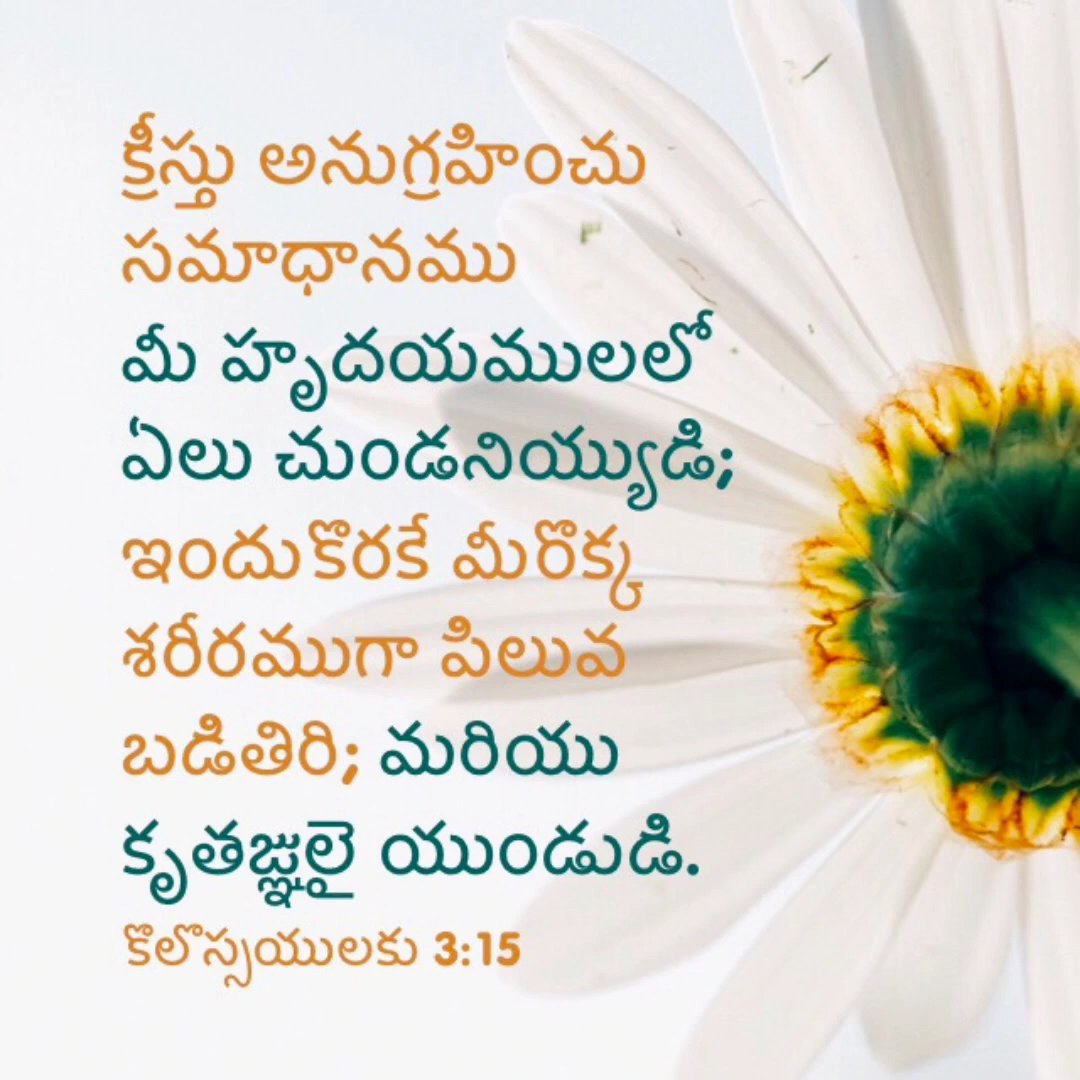 క్రీస్తు అనుగ్రహించు
సమాధానము
మీ హృదయములలో
ఏలు చుండనియ్యుడి;
ఇందుకొరకే మీరొక్క
శరీరముగా పిలువ
బడితిరి; మరియు
కృతజ్ఞులై యుండుడి.
కొలొస్సయులకు 3:15